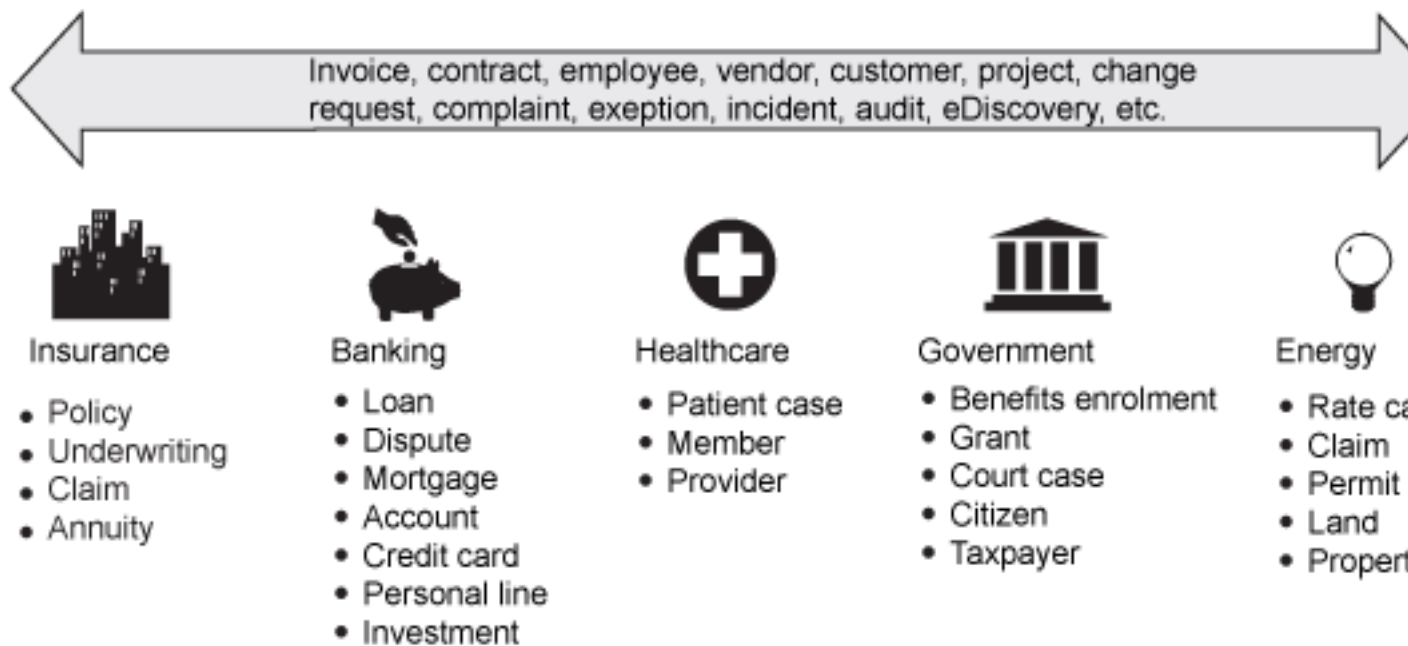 Invoice, contract, employee, vendor, customer, project, change
request, complaint, exeption, incident, audit, eDiscovery, etc.
Insurance
• Policy
• Underwriting
• Claim
• Annuity
Banking
• Loan
• Dispute
• Mortgage
• Account
• Credit card
• Personal line
• Investment
Healthcare
• Patient case
• Member
• Provider
Government
• Benefits enrolment
• Grant
• Court case
• Citizen
• Taxpayer
Energy
• Rate
• Claim
• Permit
• Land